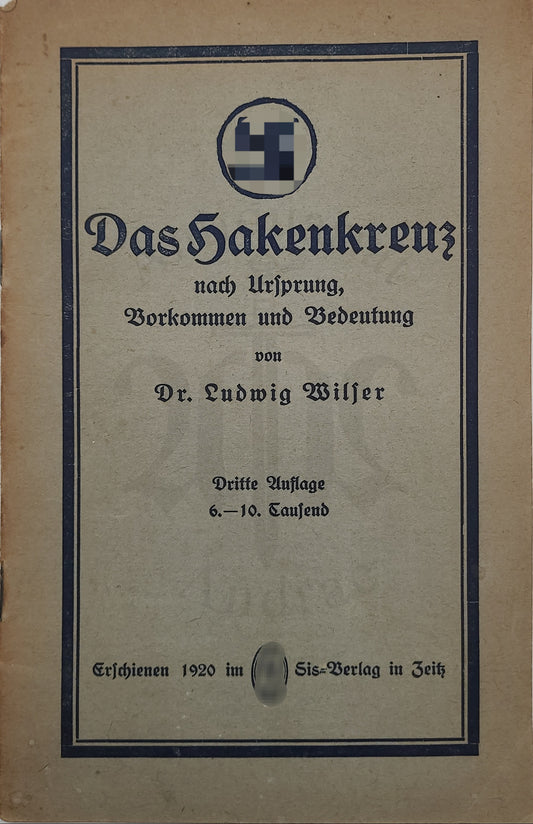 Das Hakenkreuz
nach Ursprung,
Vorkommen und Bedeutung
von
Dr. Ludwig Wilser
Dritte Auflage
6.—10. Tausend
Erschienen 1920 im Sis=Verlag in Zeitz